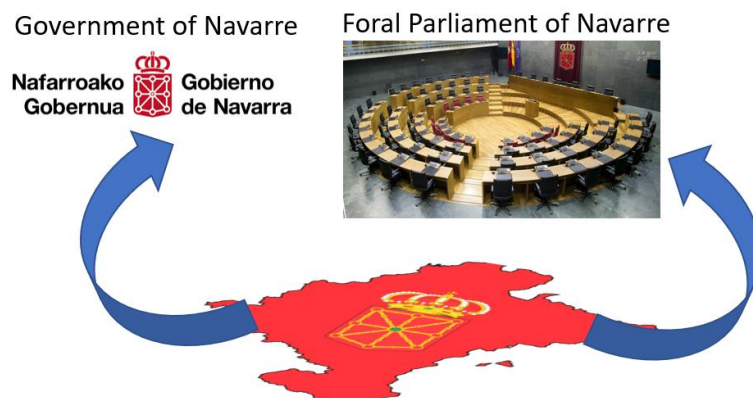 Government of Navarre
Foral Parliament of Navarre
Nafarroako Gobernua
Gobierno de Navarra